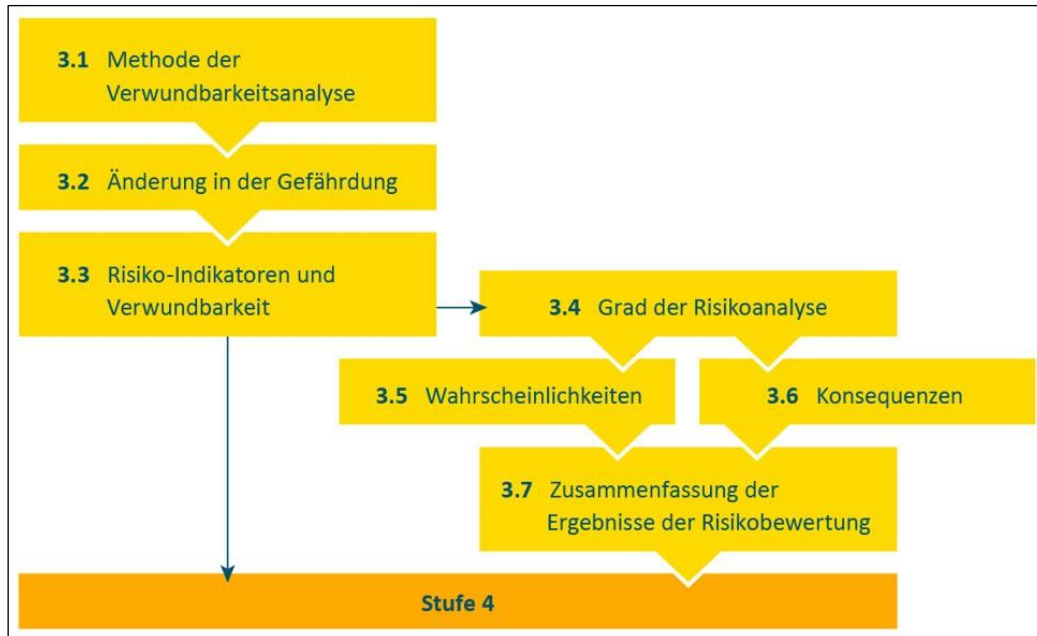 3.1 Methode der
Verwundbarkeitsanalyse
3.2 Änderung in der Gefährdung
3.3 Risiko-Indikatoren und
Verwundbarkeit
3.4 Grad der Risikoanalyse
3.5 Wahrscheinlichkeiten
3.6 Konsequenzen
3.7 Zusammenfassung der
Ergebnisse der Risikobewertung
Stufe 4